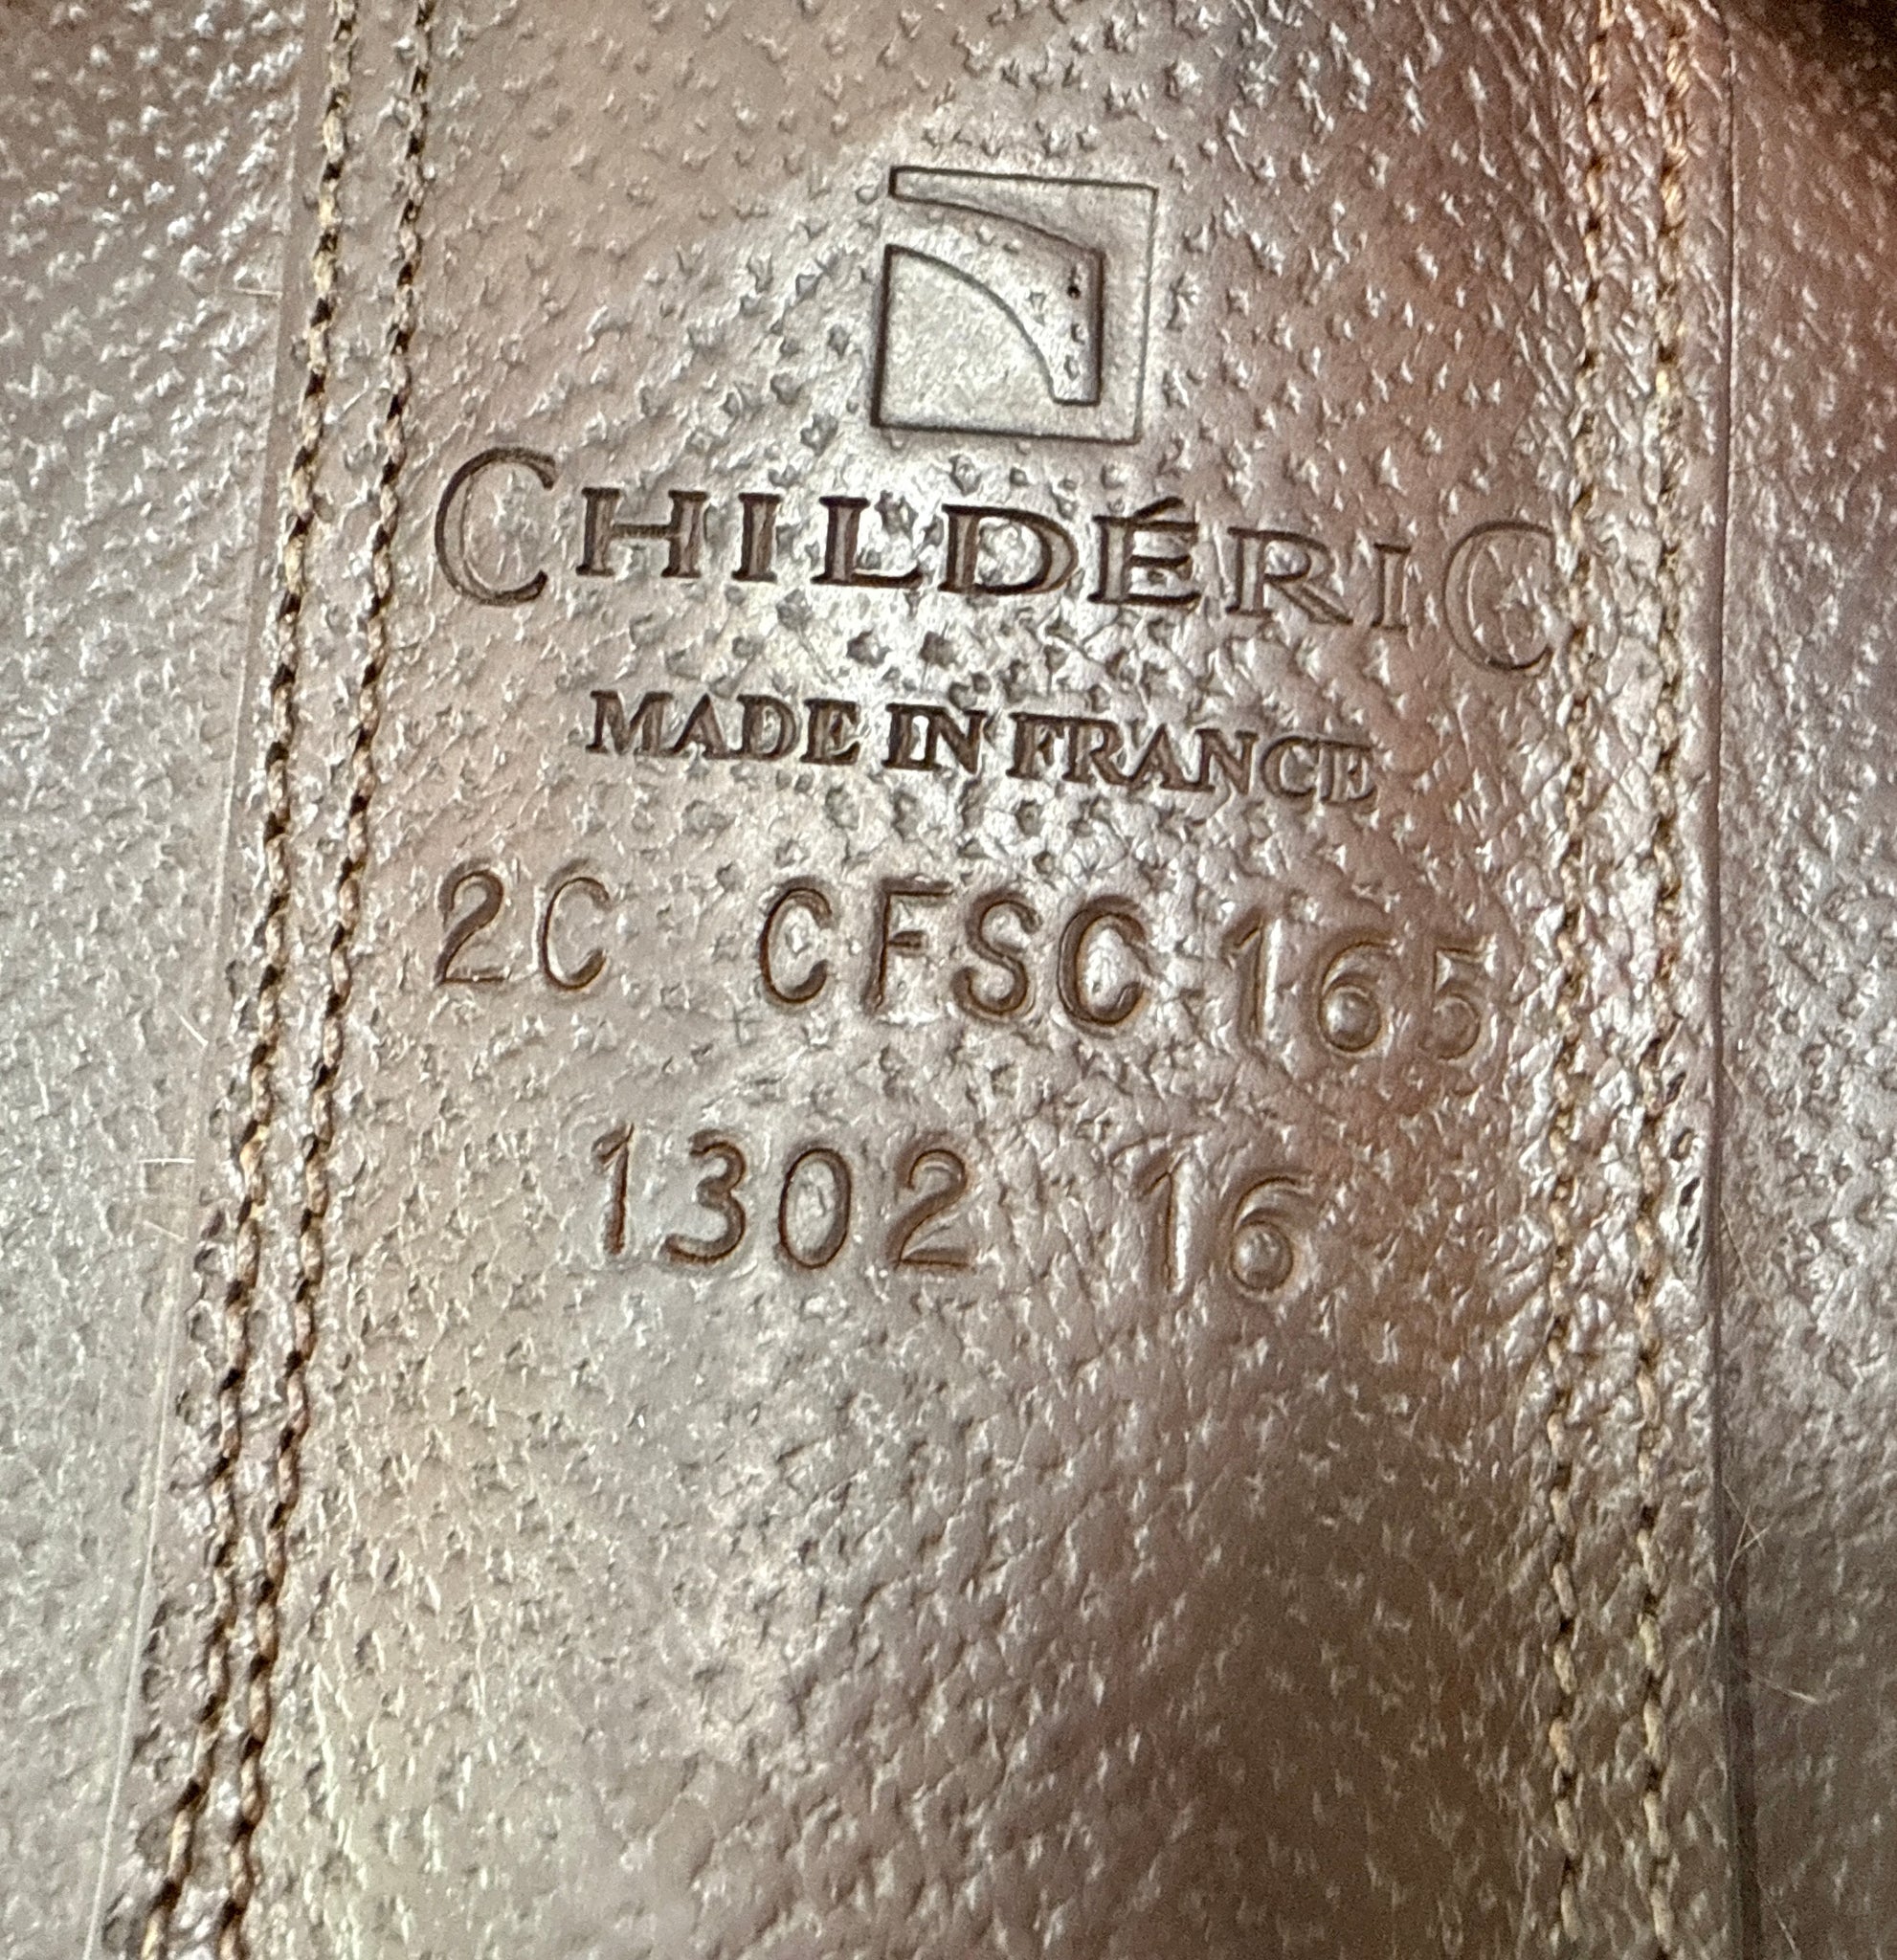 CHILDÉRIC
MADE IN FRANCE
2C CFSC 165
1302 16